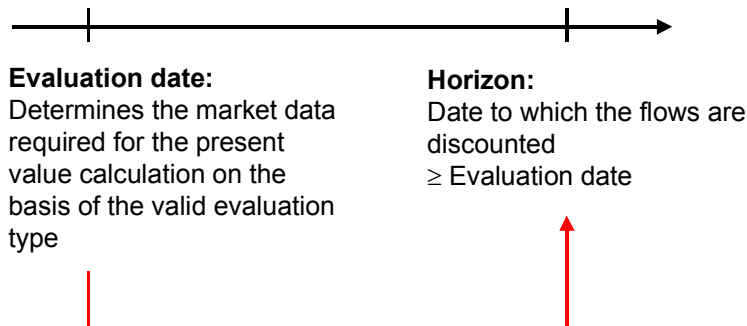 Evaluation date:
Determines the market data
required for the present
value calculation on the
basis of the valid evaluation
type
Horizon:
Date to which the flows are
discounted
≥ Evaluation date